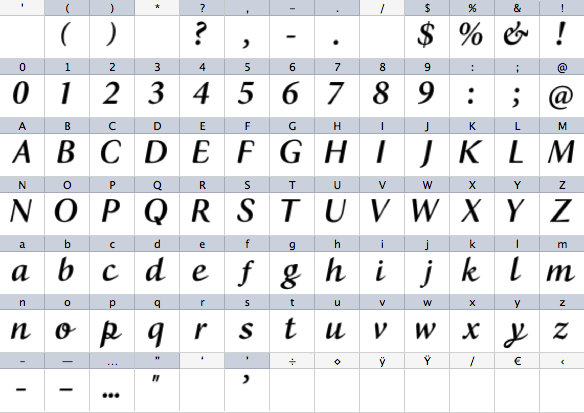 ' ( ) * ? , - . / $ % & !
( ) ? , - . $ % & !
0 1 2 3 4 5 6 7 8 9 : ; @
0 1 2 3 4 5 6 7 8 9 : ; @
A B C D E F G H I J K L M
A B C D E F G H I J K L M
N O P Q R S T U V W X Y Z
N O P Q R S T U V W X Y Z
a b c d e f g h i j k l m
a b c d e f g h i j k l m
n o p q r s t u v w x y z
n o p q r s t u v w x y z
– — … " ‘ ’ ÷ ◊ ÿ Ÿ ⁄ € ‹
– — … " ’